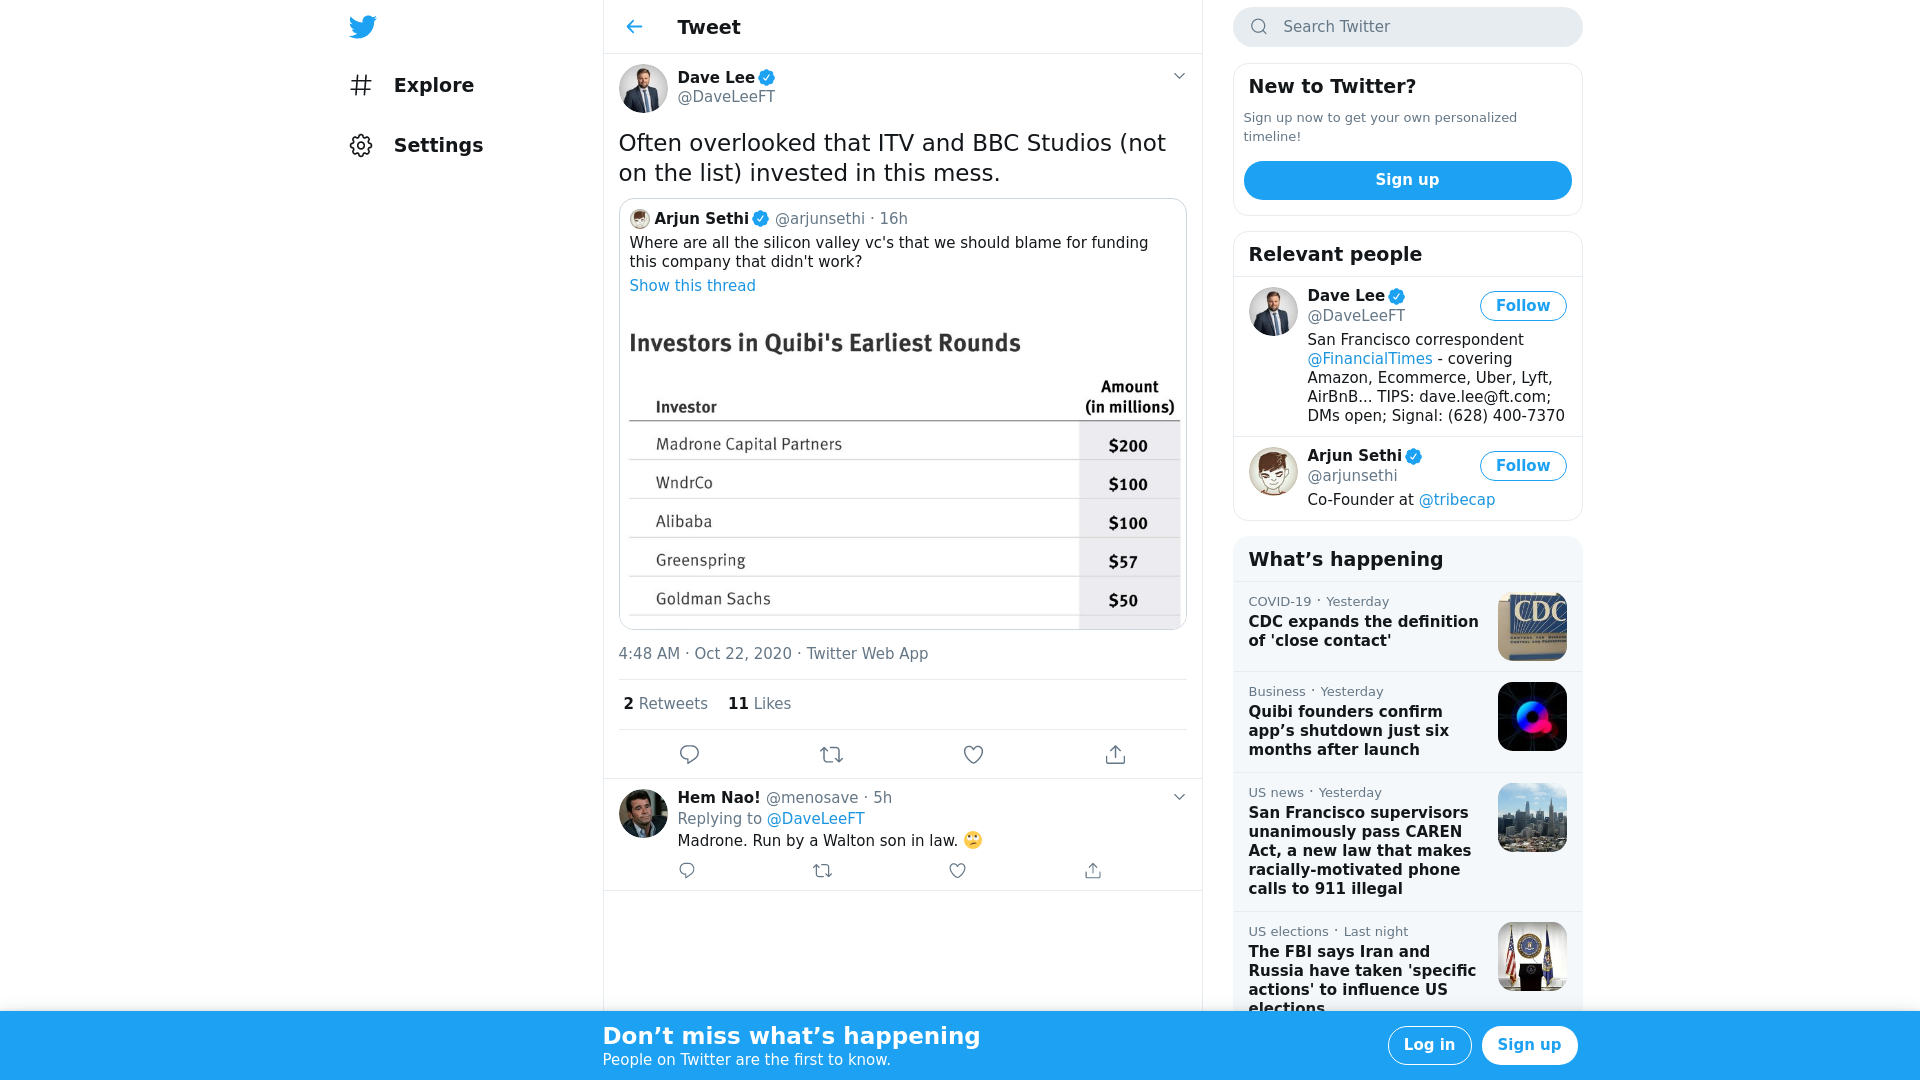 Explore
Settings
Tweet
Dave Lee
@DaveLeeFT
Often overlooked that ITV and BBC Studios (not
on the list) invested in this mess.
Arjun Sethi @arjunsethi · 16h
Where are all the silicon valley vc's that we should blame for funding
this company that didn't work?
Show this thread
Investors in Quibi's Earliest Rounds
Investor Amount
(in millions)
Madrone Capital Partners $200
WndrCo $100
Alibaba $100
Greenspring $57
Goldman Sachs $50
4:48 AM · Oct 22, 2020 · Twitter Web App
2 Retweets 11 Likes
Hem Nao! @menosave · 5h
Replying to @DaveLeeFT
Madrone. Run by a Walton son in law. 🙄
Search Twitter
New to Twitter?
Sign up now to get your own personalized
timeline!
Sign up
Relevant people
Dave Lee
@DaveLeeFT
Follow
San Francisco correspondent
@FinancialTimes - covering
Amazon, Ecommerce, Uber, Lyft,
AirBnB... TIPS: dave.lee@ft.com;
DMs open; Signal: (628) 400-7370
Arjun Sethi
@arjunsethi
Follow
Co-Founder at @tribecap
What’s happening
COVID-19 · Yesterday
CDC expands the definition
of 'close contact'
CDC
Business · Yesterday
Quibi founders confirm
app’s shutdown just six
months after launch
US news · Yesterday
San Francisco supervisors
unanimously pass CAREN
Act, a new law that makes
racially-motivated phone
calls to 911 illegal
US elections · Last night
The FBI says Iran and
Russia have taken 'specific
actions' to influence US
elections
Don’t miss what’s happening
People on Twitter are the first to know.
Log in
Sign up